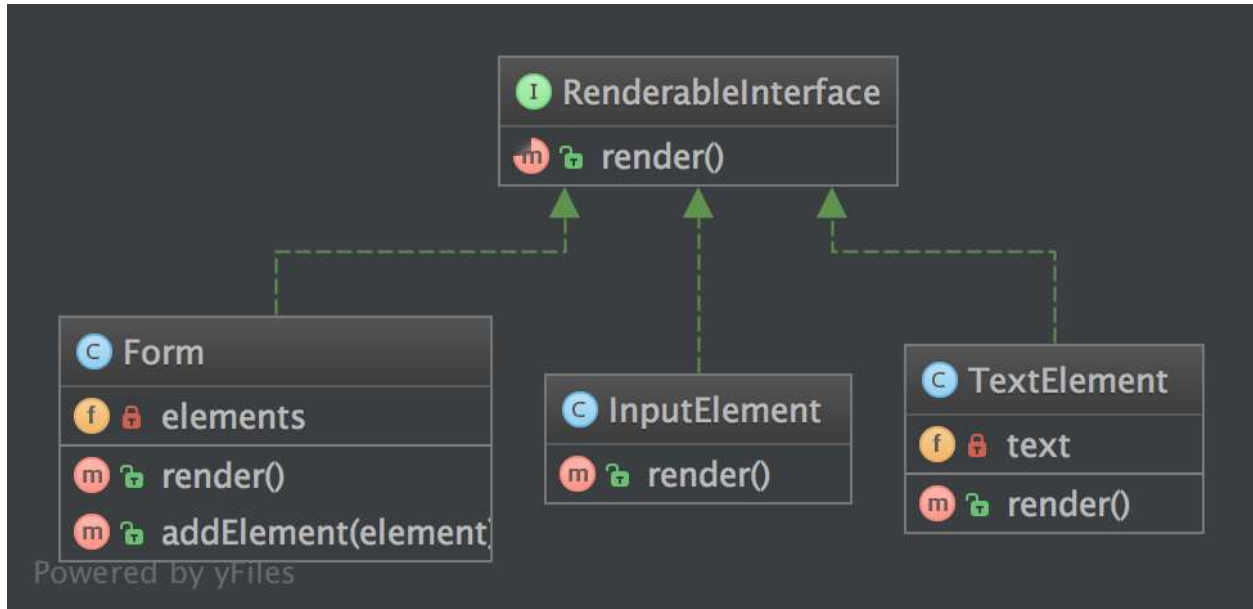 I RenderableInterface
m render()
C Form
f elements
m render()
m addElement(element)
C InputElement
m render()
C TextElement
f text
m render()
Powered by yFiles